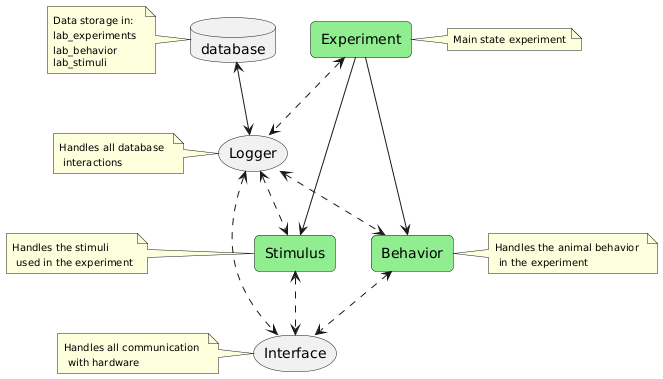 Data storage in:
lab_experiments
lab_behavior
lab_stimuli
database
Experiment
Main state experiment
Handles all database
interactions
Logger
Handles the stimuli
used in the experiment
Stimulus
Behavior
Handles the animal behavior
in the experiment
Handles all communication
with hardware
Interface